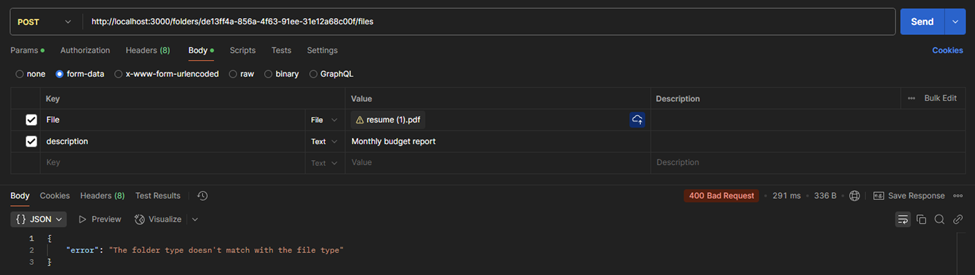 POST http://localhost:3000/folders/de13ff4a-856a-4f63-91ee-31e12a68c00f/files Send
Params Authorization Headers (8) Body Scripts Tests Settings Cookies
none form-data x-www-form-urlencoded raw binary GraphQL
Key Value Description Bulk Edit
File File resume (1).pdf
description Text Monthly budget report
Key Text Value Description
Body Cookies Headers (8) Test Results 400 Bad Request 291 ms 336 B Save Response
{} JSON Preview Visualize
1 {
2 "error": "The folder type doesn't match with the file type"
3 }